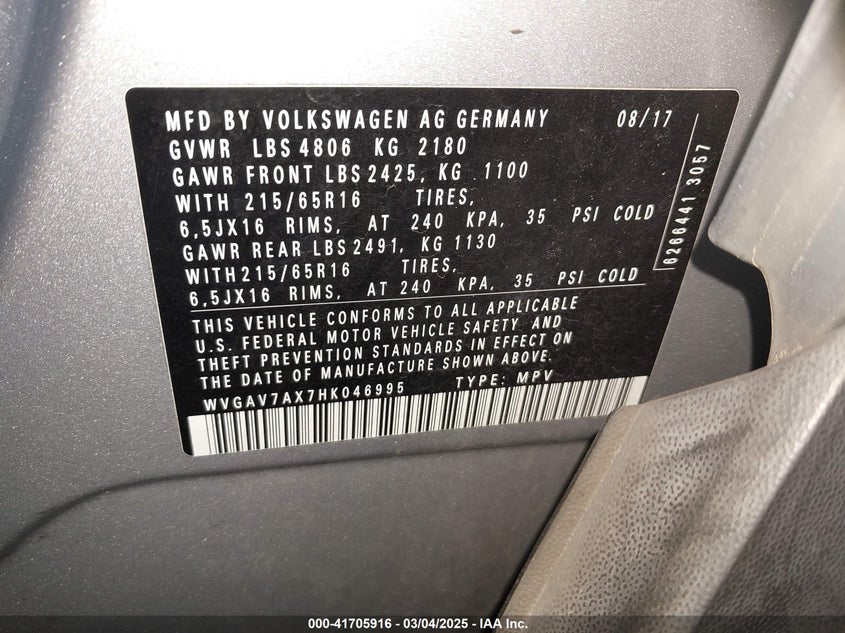 MFD BY VOLKSWAGEN AG GERMANY 08/17
GVWR LBS 4806 KG 2180
GAWR FRONT LBS 2425, KG 1100
WITH 215/65R16 TIRES,
6,5JX16 RIMS, AT 240 KPA, 35 PSI COLD
GAWR REAR LBS 2491, KG 1130
WITH 215/65R16 TIRES,
6,5JX16 RIMS, AT 240 KPA, 35 PSI COLD
6266441 3057
THIS VEHICLE CONFORMS TO ALL APPLICABLE
U.S. FEDERAL MOTOR VEHICLE SAFETY AND
THEFT PREVENTION STANDARDS IN EFFECT ON
THE DATE OF MANUFACTURE SHOWN ABOVE.
WVGAV7AX7HK046995 TYPE: MPV
000-41705916 - 03/04/2025 - IAA Inc.